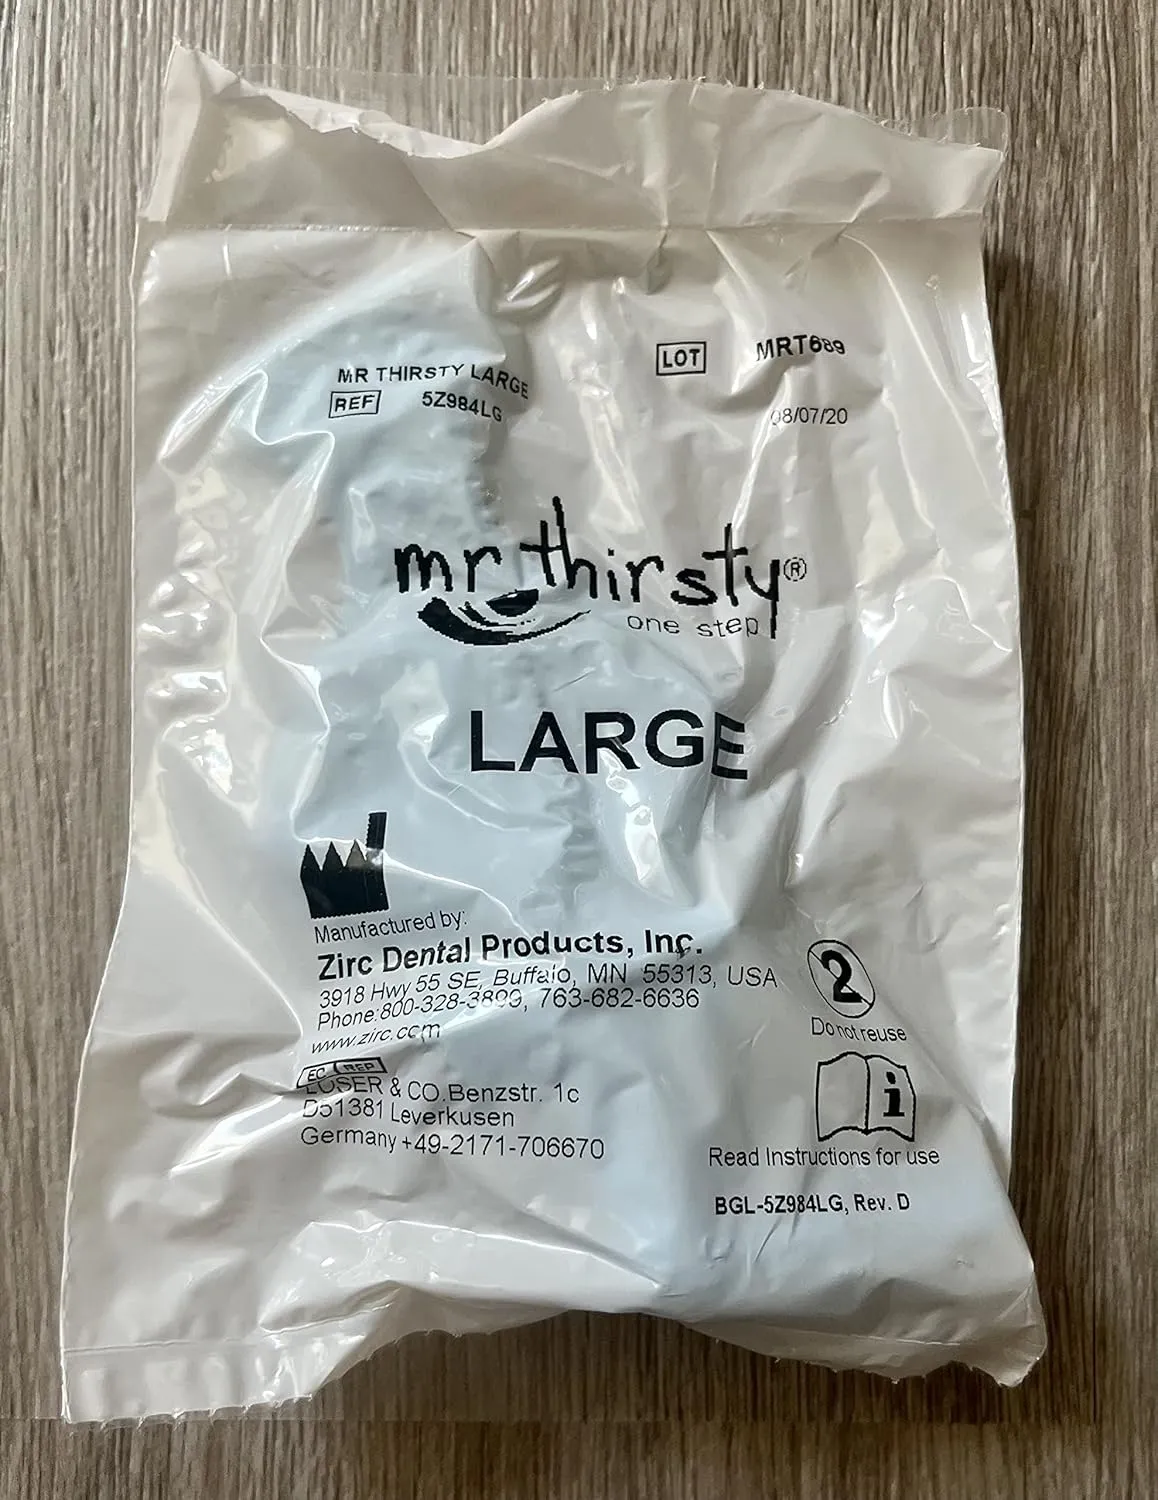 MR THIRSTY LARGE
REF 5Z984LG
LOT MRT689
08/07/20
mr thirsty®
one step
LARGE
Manufactured by:
Zirc Dental Products, Inc.
3918 Hwy 55 SE, Buffalo, MN 55313, USA
Phone:800-328-3899, 763-682-6636
www.zirc.com
EC REP
LOSER & CO.Benzstr. 1c
D51381 Leverkusen
Germany +49-2171-706670
2
Do not reuse
i
Read Instructions for use
BGL-5Z984LG, Rev. D